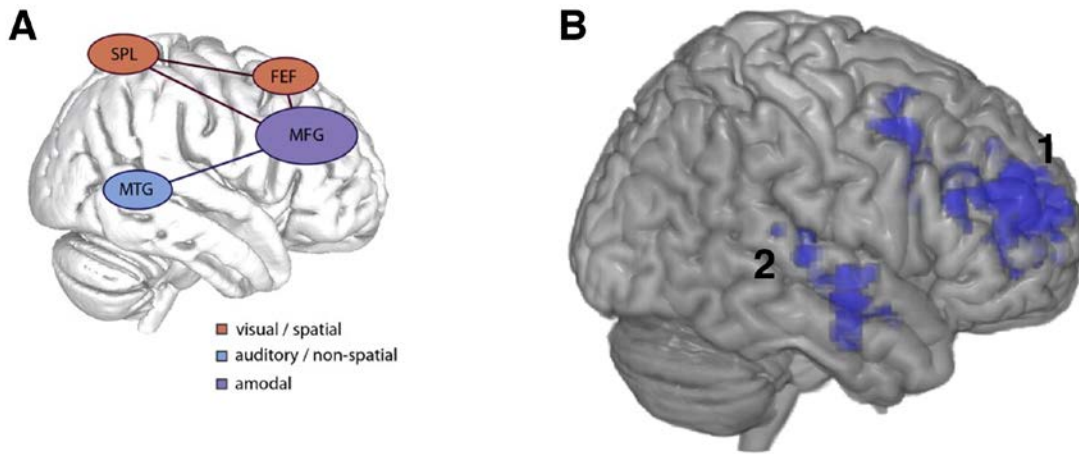 A
SPL
FEF
MFG
MTG
visual / spatial
auditory / non-spatial
amodal
B
1
2